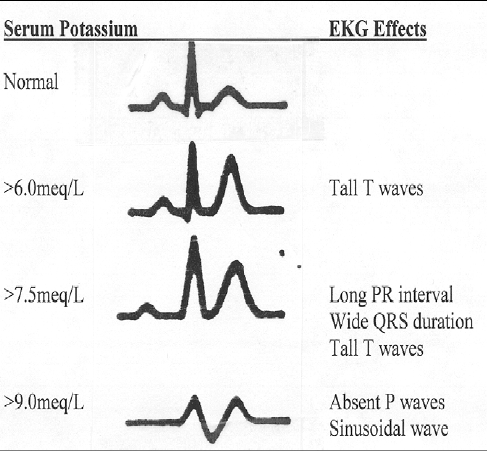 Serum Potassium EKG Effects
Normal
>6.0meq/L Tall T waves
>7.5meq/L Long PR interval
Wide QRS duration
Tall T waves
>9.0meq/L Absent P waves
Sinusoidal wave